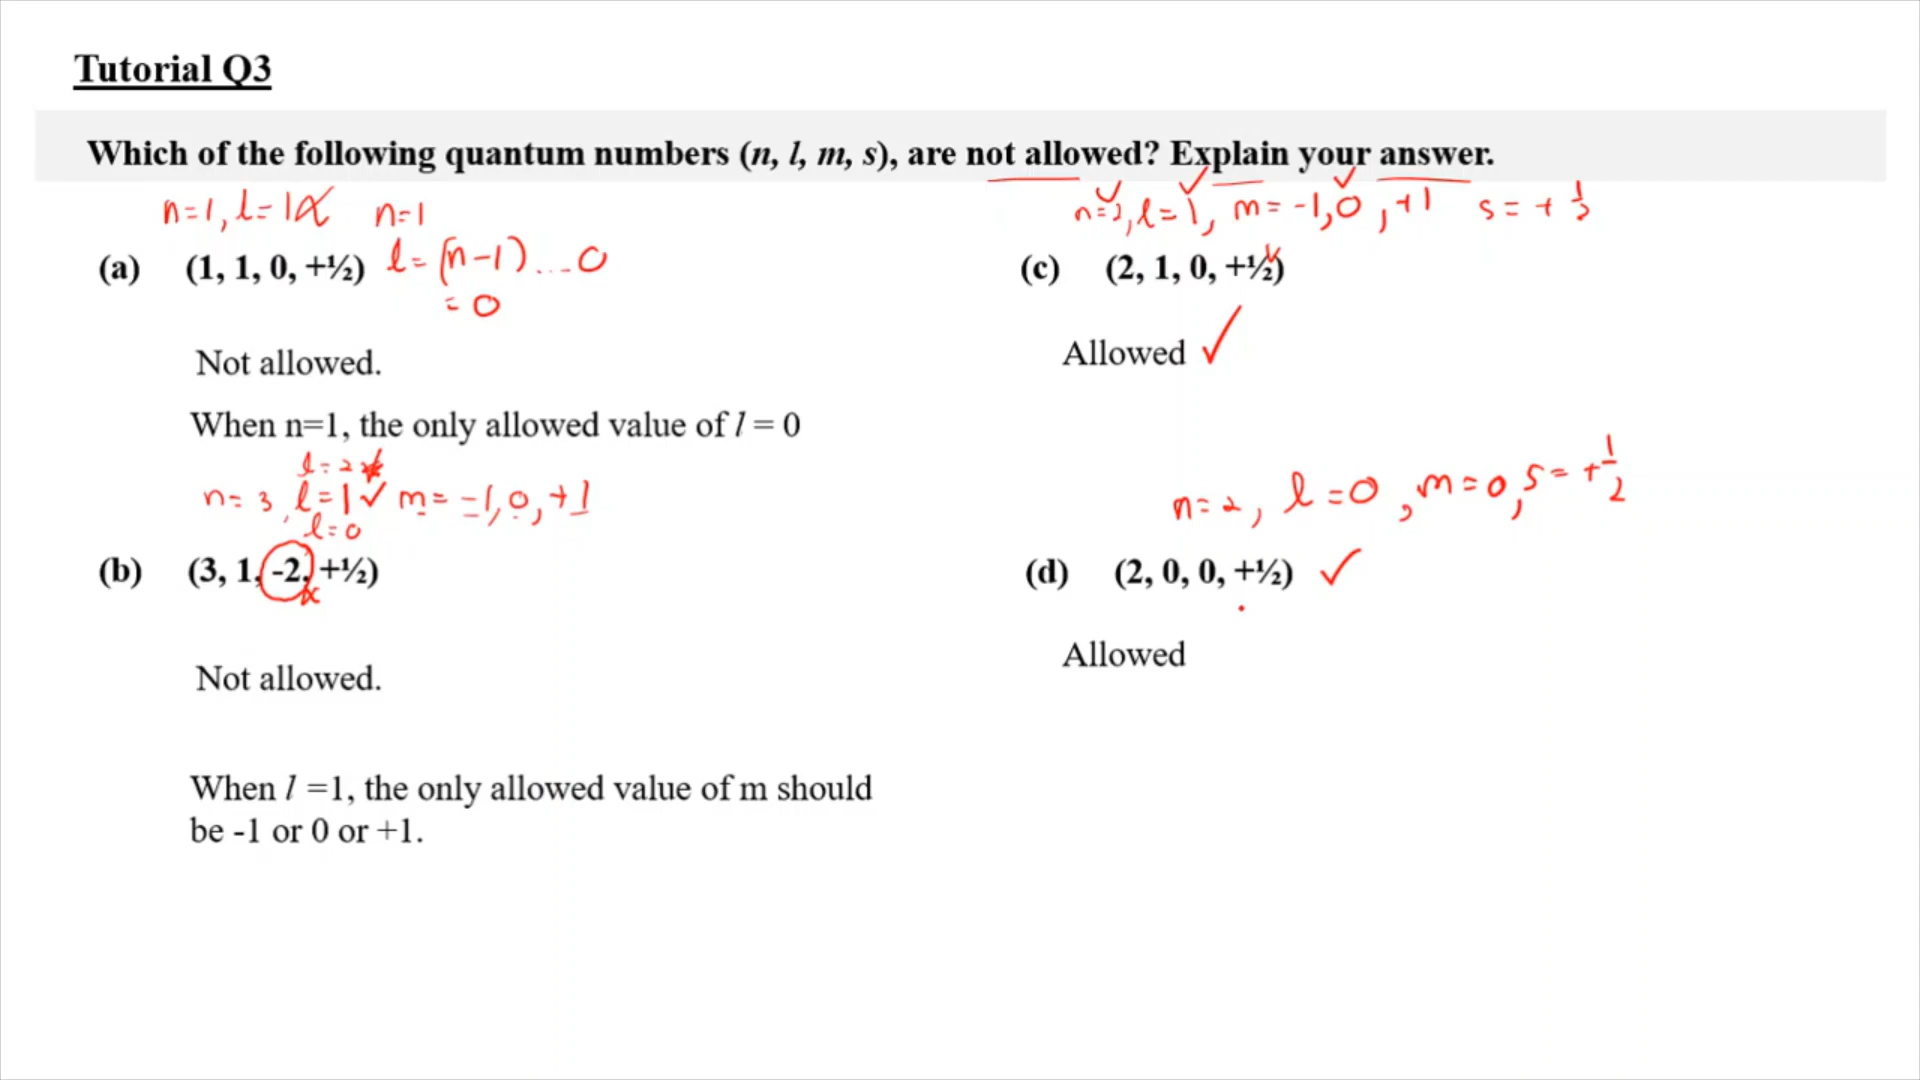 Tutorial Q3
Which of the following quantum numbers (n, l, m, s), are not allowed? Explain your answer.
n=1, l=1 n=1
(a) (1, 1, 0, +½) l=(n-1)...0
= 0
Not allowed.
When n=1, the only allowed value of l = 0
l=2
n=3, l=1 ✓ m= -1, 0, +1
l=0
(b) (3, 1, -2, +½)
Not allowed.
When l =1, the only allowed value of m should
be -1 or 0 or +1.
n=2, l=1, m= -1, 0, +1 s= +½
(c) (2, 1, 0, +½)
Allowed ✓
n=2, l=0, m=0, s= +½
(d) (2, 0, 0, +½) ✓
Allowed